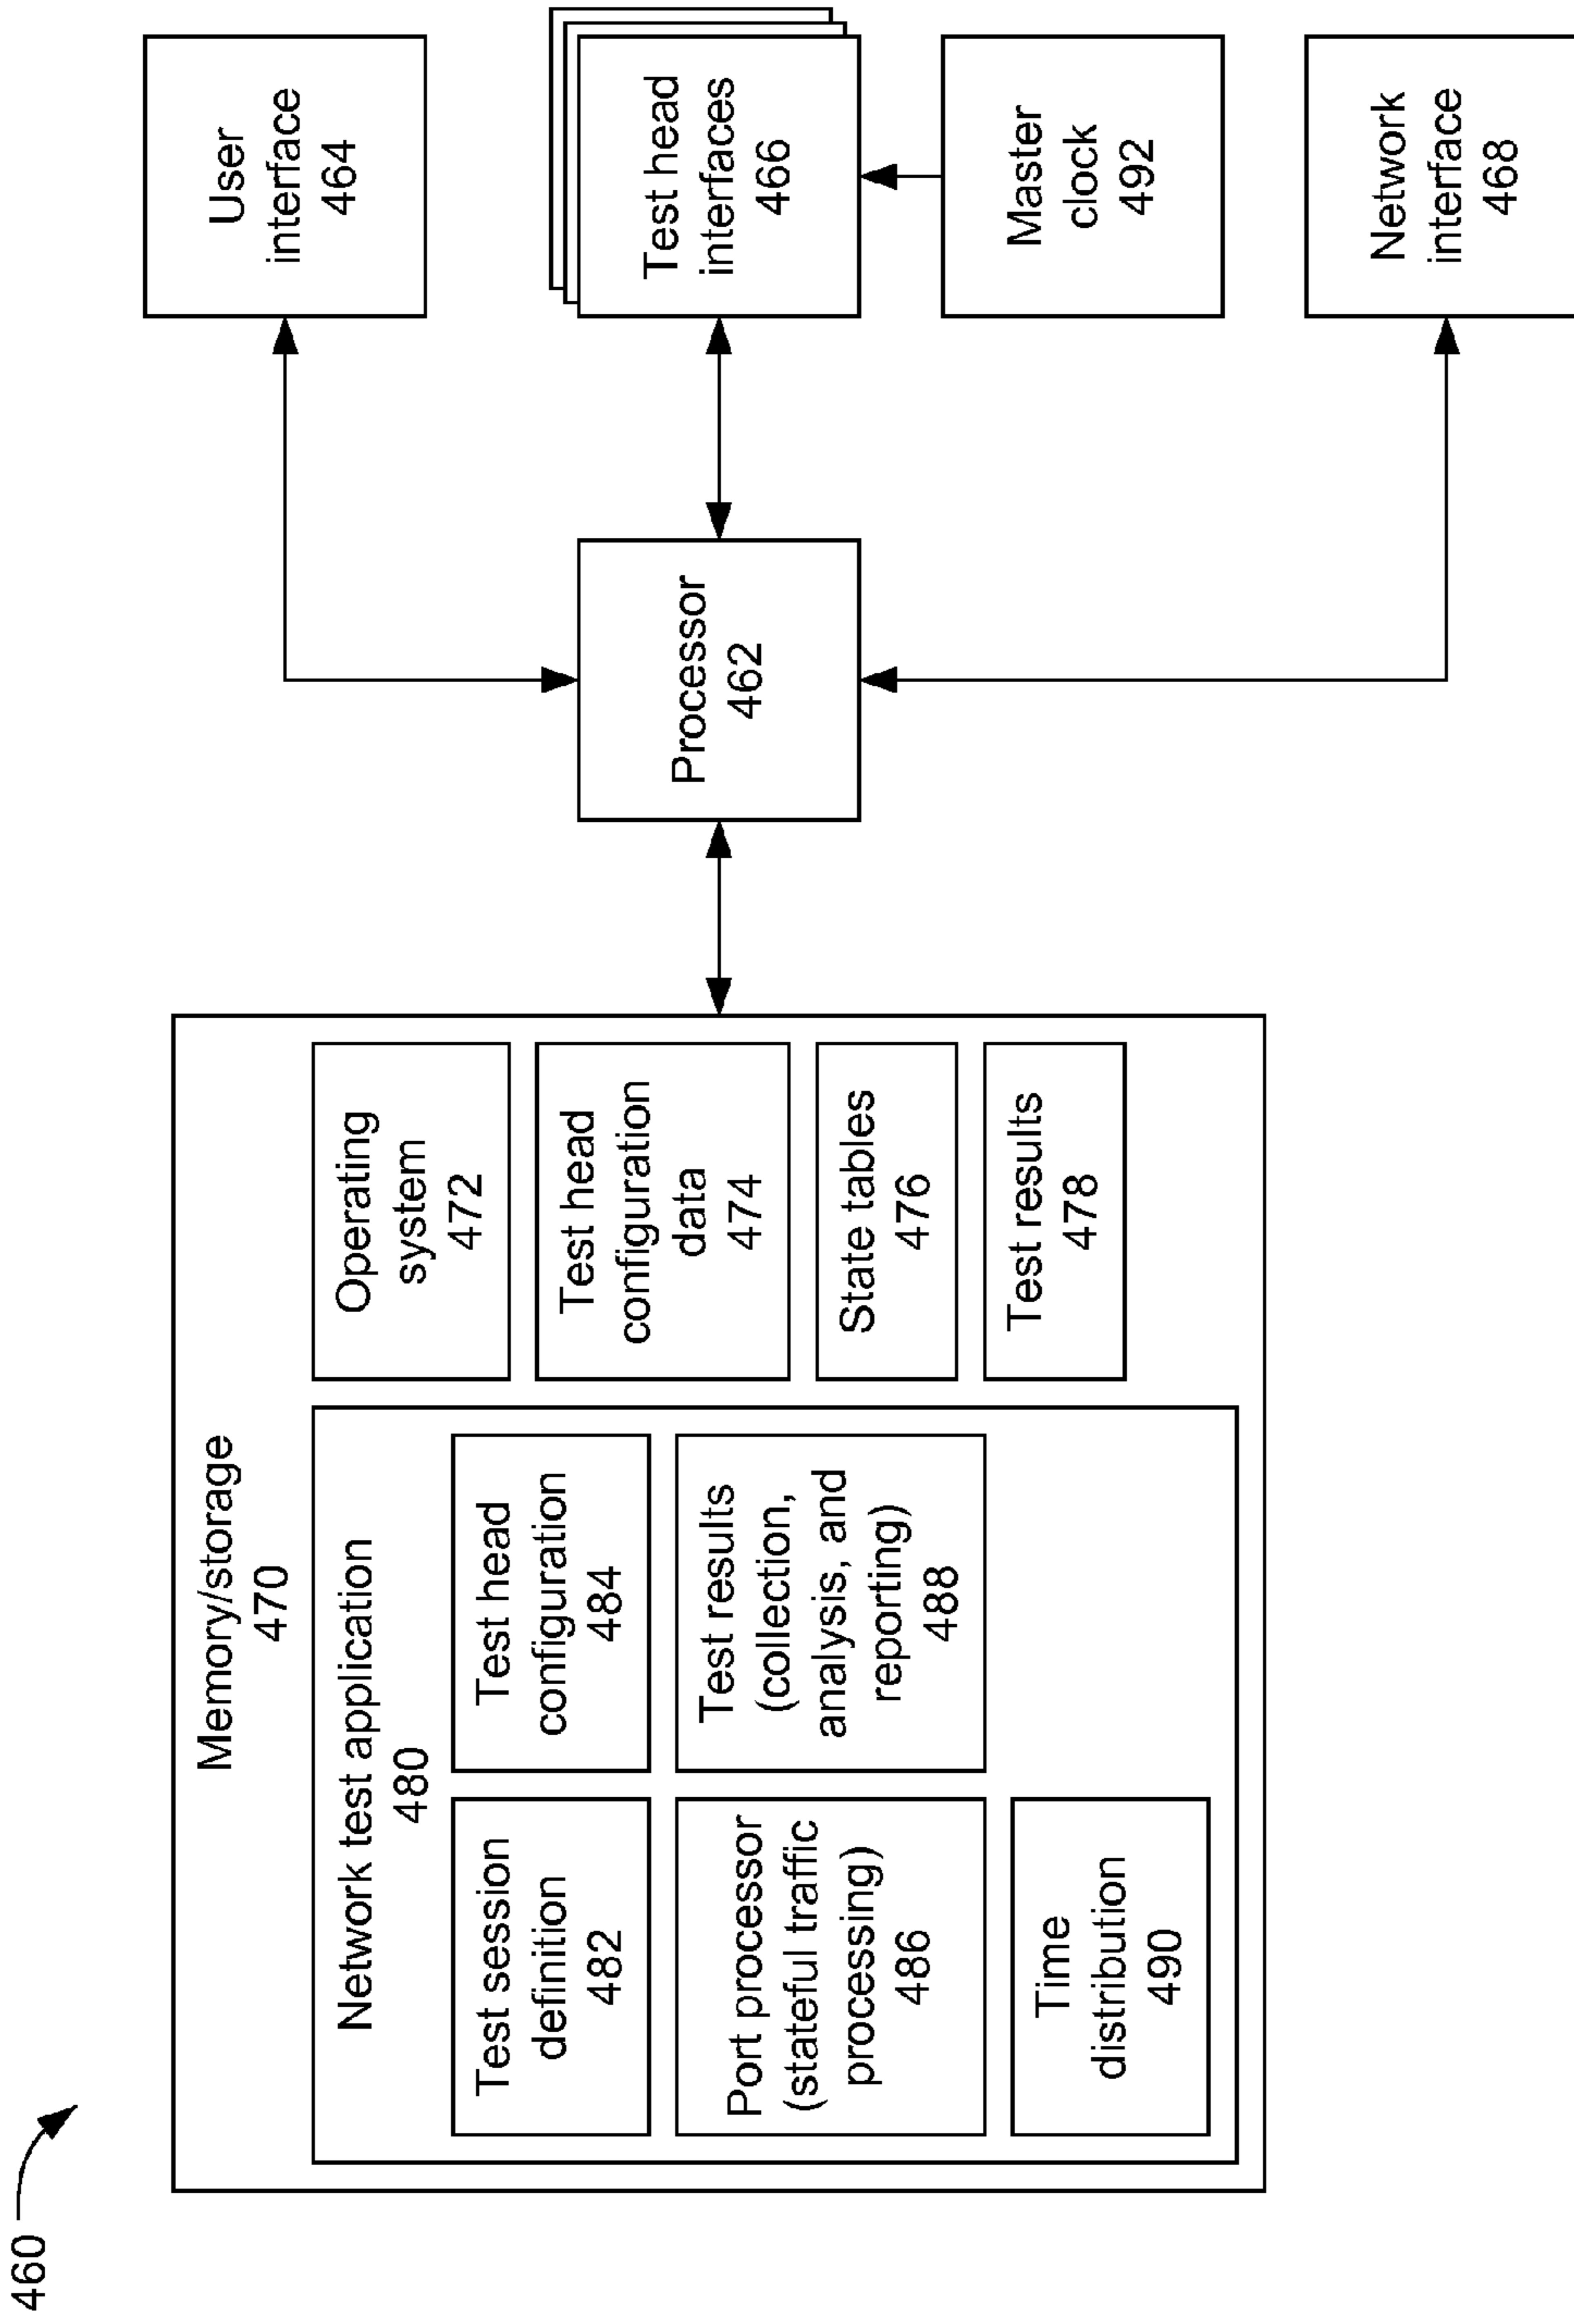 460
Memory/storage
470
Network test application
480
Test session
definition
482
Test head
configuration
484
Port processor
(stateful traffic
processing)
486
Test results
(collection,
analysis, and
reporting)
488
Time
distribution
490
Operating
system
472
Test head
configuration
data
474
State tables
476
Test results
478
Processor
462
User
interface
464
Test head
interfaces
466
Master
clock
492
Network
interface
468